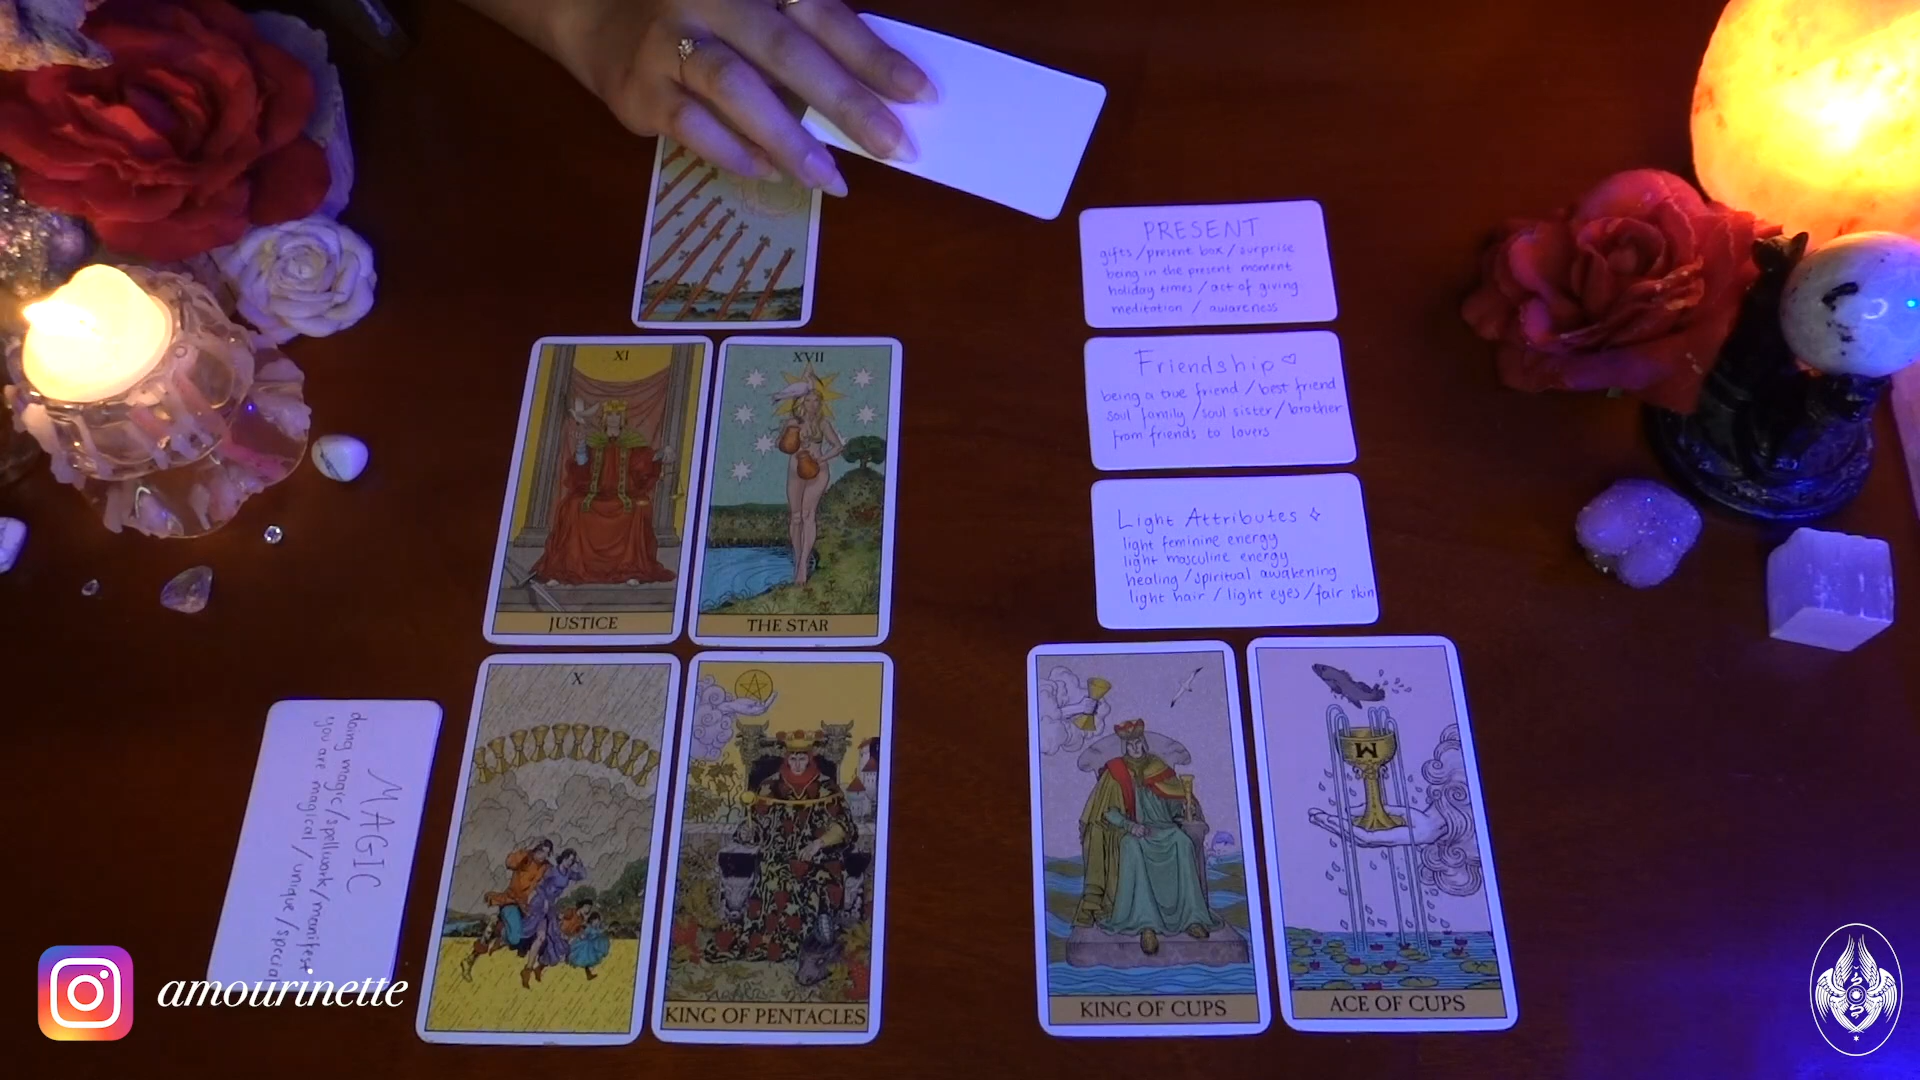 PRESENT
gifts / present box / surprise
being in the present moment
holiday times / act of giving
meditation / awareness
Friendship ♡
being a true friend / best friend
soul family / soul sister / brother
from friends to lovers
Light Attributes ✧
light feminine energy
light masculine energy
healing / spiritual awakening
light hair / light eyes / fair skin
XI
JUSTICE
XVII
THE STAR
X
KING OF PENTACLES
KING OF CUPS
ACE OF CUPS
MAGIC
doing magic / spellwork / manifest
you are magical / unique / special
amourinette